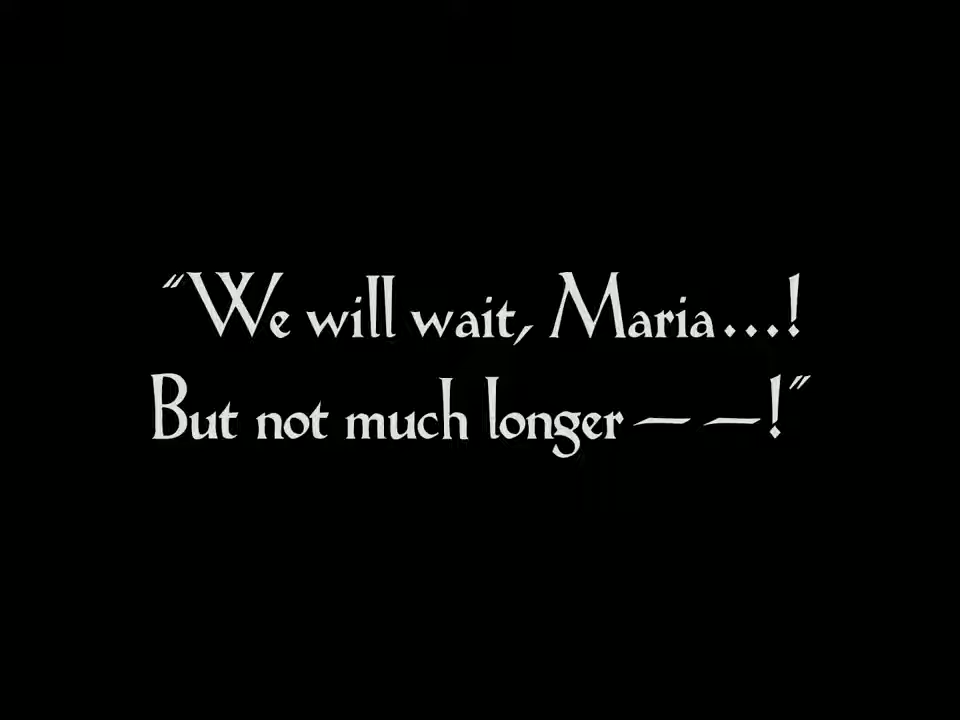 “We will wait, Maria...!
But not much longer — —!”